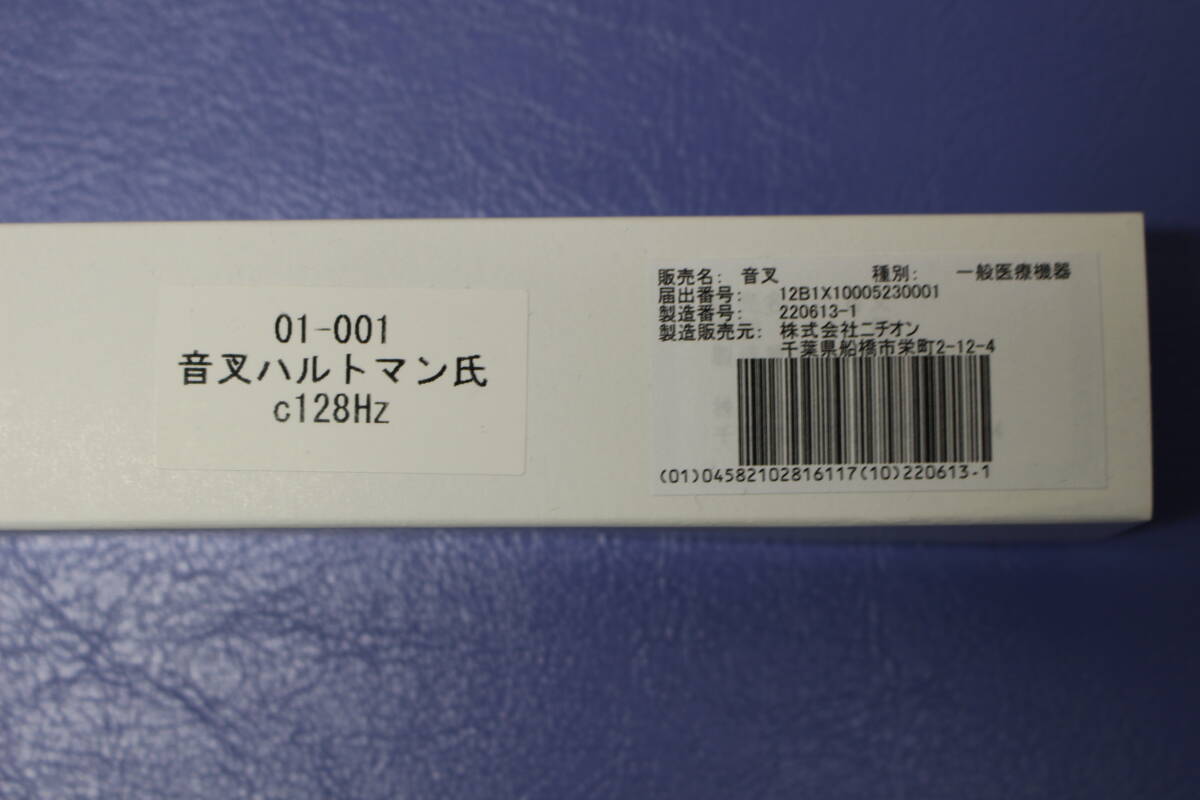 01-001
音叉ハルトマン氏
c128Hz
販売名: 音叉 種別: 一般医療機器
届出番号: 12B1X10005230001
製造番号: 220613-1
製造販売元: 株式会社ニチオン
千葉県船橋市栄町2-12-4
(01)04582102816117(10)220613-1